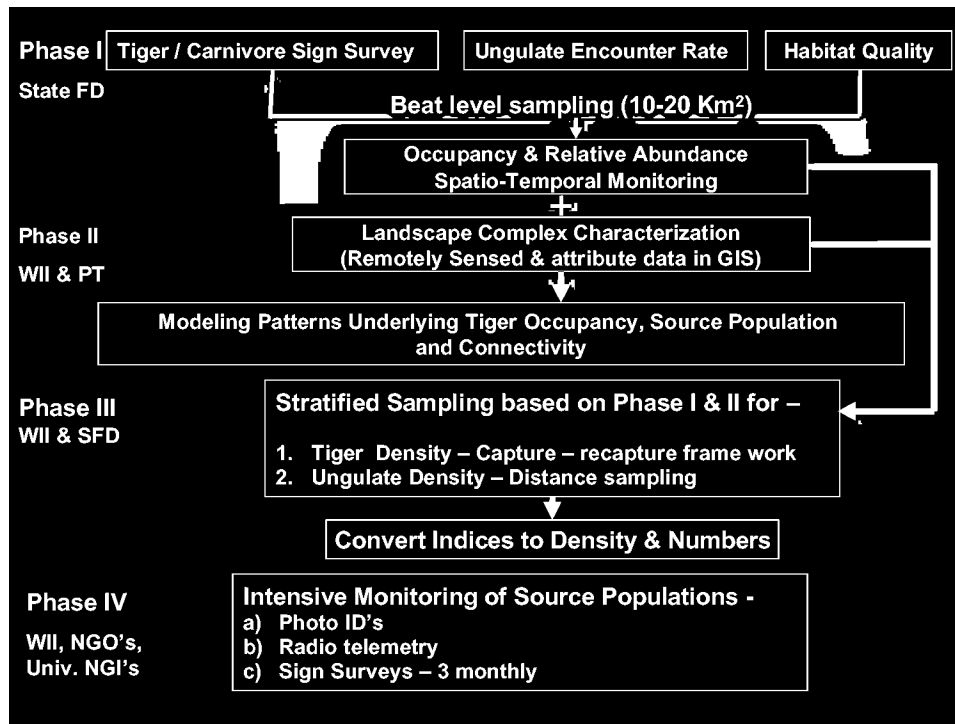 Phase I
Tiger / Carnivore Sign Survey
Ungulate Encounter Rate
Habitat Quality
State FD
Beat level sampling (10-20 Km²)
Occupancy & Relative Abundance
Spatio-Temporal Monitoring
+
Phase II
WII & PT
Landscape Complex Characterization
(Remotely Sensed & attribute data in GIS)
Modeling Patterns Underlying Tiger Occupancy, Source Population
and Connectivity
Phase III
WII & SFD
Stratified Sampling based on Phase I & II for –
1. Tiger Density – Capture – recapture frame work
2. Ungulate Density – Distance sampling
Convert Indices to Density & Numbers
Phase IV
WII, NGO's,
Univ. NGI's
Intensive Monitoring of Source Populations -
a) Photo ID's
b) Radio telemetry
c) Sign Surveys – 3 monthly